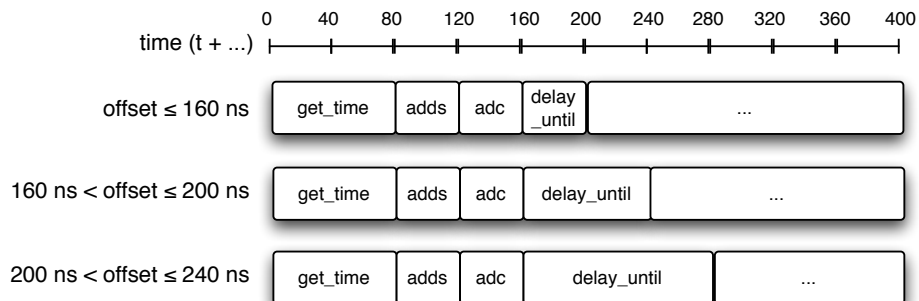 0 40 80 120 160 200 240 280 320 360 400
time (t + ...)
offset ≤ 160 ns get_time adds adc delay
_until ...
160 ns < offset ≤ 200 ns get_time adds adc delay_until ...
200 ns < offset ≤ 240 ns get_time adds adc delay_until ...